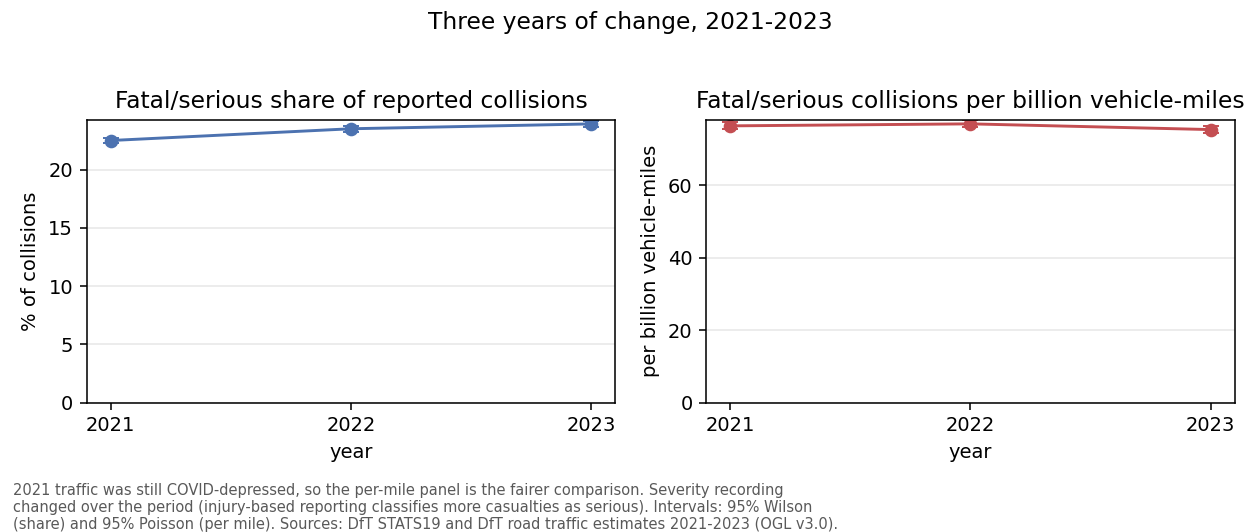 Three years of change, 2021-2023
Fatal/serious share of reported collisions
% of collisions
20
15
10
5
0
2021
2022
2023
year
Fatal/serious collisions per billion vehicle-miles
per billion vehicle-miles
60
40
20
0
2021
2022
2023
year
2021 traffic was still COVID-depressed, so the per-mile panel is the fairer comparison. Severity recording
changed over the period (injury-based reporting classifies more casualties as serious). Intervals: 95% Wilson
(share) and 95% Poisson (per mile). Sources: DfT STATS19 and DfT road traffic estimates 2021-2023 (OGL v3.0).